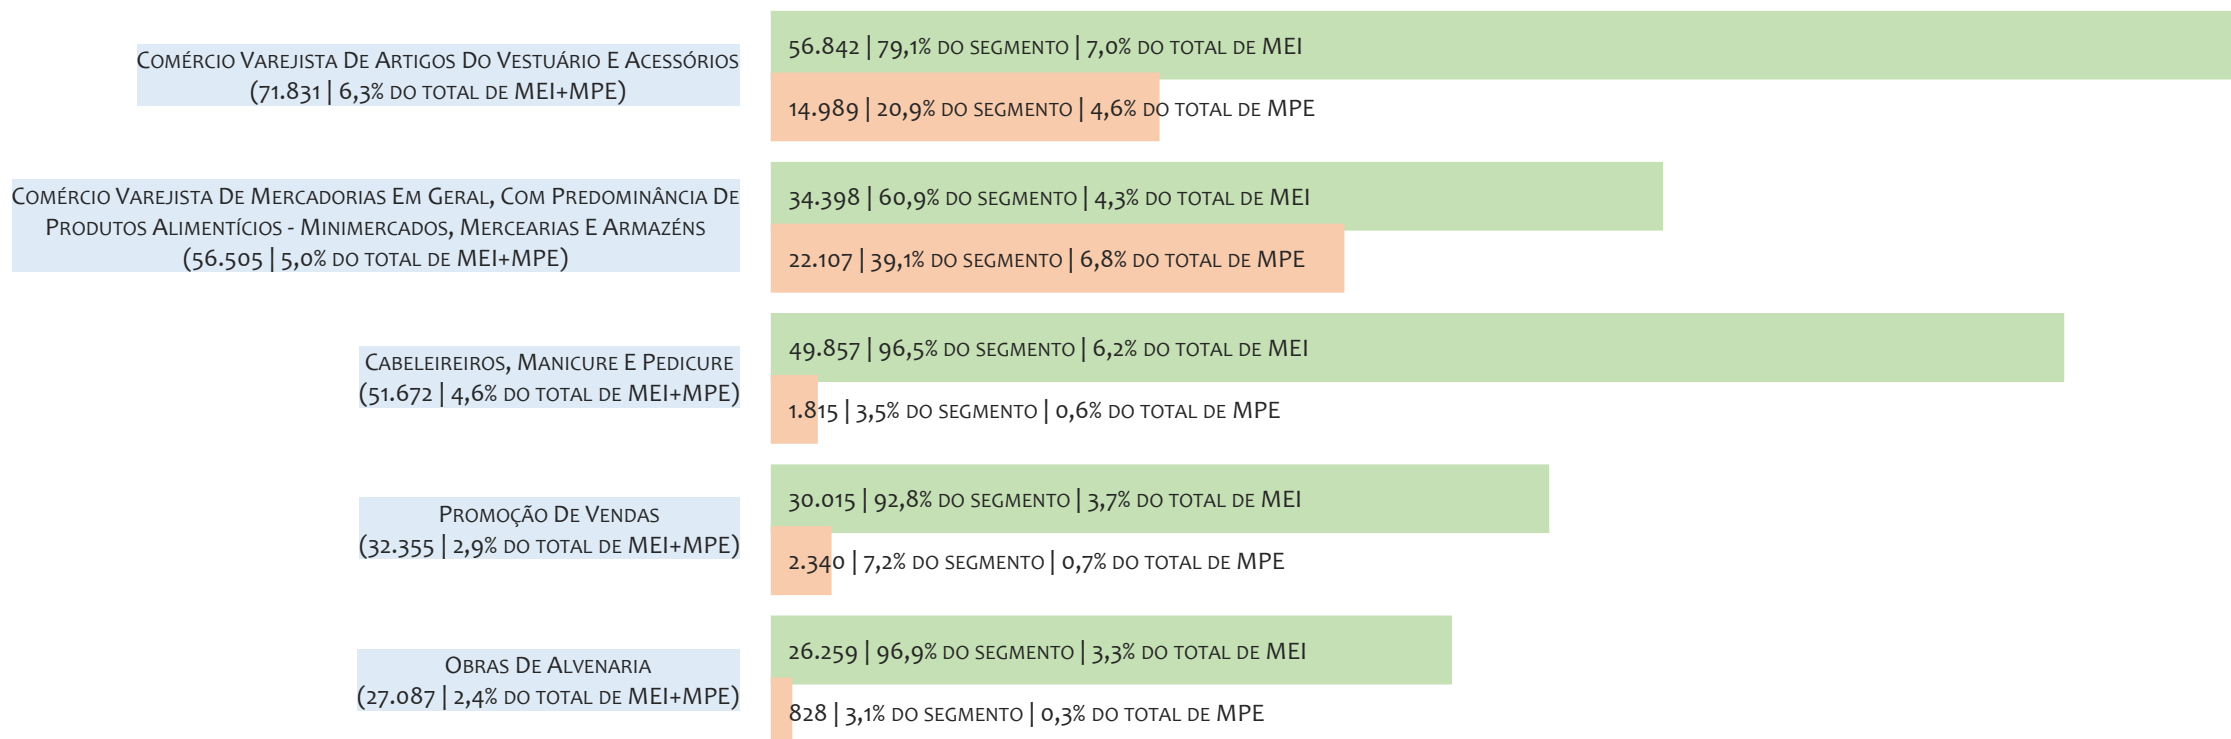 Comércio Varejista De Artigos Do Vestuário E Acessórios
(71.831 | 6,3% do total de MEI+MPE)
56.842 | 79,1% do segmento | 7,0% do total de MEI
14.989 | 20,9% do segmento | 4,6% do total de MPE
Comércio Varejista De Mercadorias Em Geral, Com Predominância De
Produtos Alimentícios - Minimercados, Mercearias E Armazéns
(56.505 | 5,0% do total de MEI+MPE)
34.398 | 60,9% do segmento | 4,3% do total de MEI
22.107 | 39,1% do segmento | 6,8% do total de MPE
Cabeleireiros, Manicure E Pedicure
(51.672 | 4,6% do total de MEI+MPE)
49.857 | 96,5% do segmento | 6,2% do total de MEI
1.815 | 3,5% do segmento | 0,6% do total de MPE
Promoção De Vendas
(32.355 | 2,9% do total de MEI+MPE)
30.015 | 92,8% do segmento | 3,7% do total de MEI
2.340 | 7,2% do segmento | 0,7% do total de MPE
Obras De Alvenaria
(27.087 | 2,4% do total de MEI+MPE)
26.259 | 96,9% do segmento | 3,3% do total de MEI
828 | 3,1% do segmento | 0,3% do total de MPE